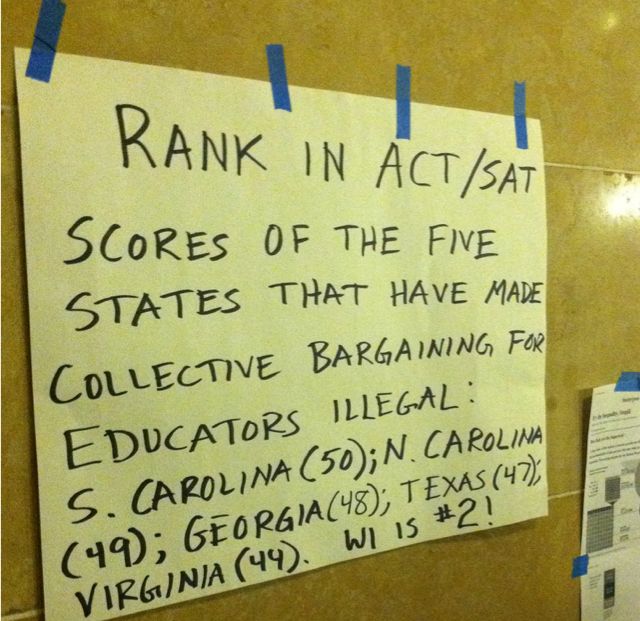 RANK IN ACT/SAT
SCORES OF THE FIVE
STATES THAT HAVE MADE
COLLECTIVE BARGAINING FOR
EDUCATORS ILLEGAL:
S. CAROLINA (50); N. CAROLINA
(49); GEORGIA (48); TEXAS (47);
VIRGINIA (44). WI IS #2!